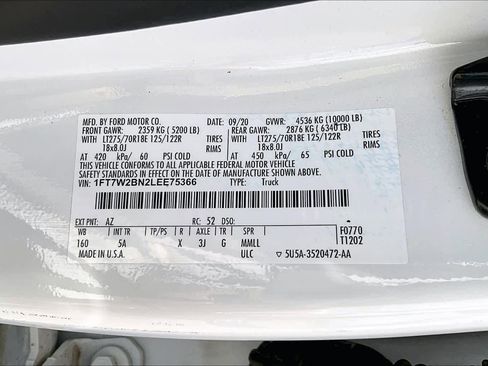 MFD. BY FORD MOTOR CO. DATE: 09/20 GVWR: 4536 KG (10000 LB)
FRONT GAWR: 2359 KG ( 5200 LB) REAR GAWR: 2876 KG ( 6340 LB)
WITH LT275/70R18E 125/122R WITH LT275/70R18E 125/122R
18x8.0J 18x8.0J
AT 420 kPa/ 60 PSI COLD AT 450 kPa/ 65 PSI COLD
THIS VEHICLE CONFORMS TO ALL APPLICABLE FEDERAL MOTOR VEHICLE
SAFETY STANDARDS IN EFFECT ON THE DATE OF MANUFACTURE SHOWN ABOVE.
VIN: 1FT7W2BN2LEE75366 TYPE: Truck
EXT PNT: AZ RC: 52 DSO:
WB INT TR TP/PS R AXLE TR SPR F0770
160 5A X 3J G MMLL T1202
MADE IN U.S.A. ULC 5U5A-3520472-AA